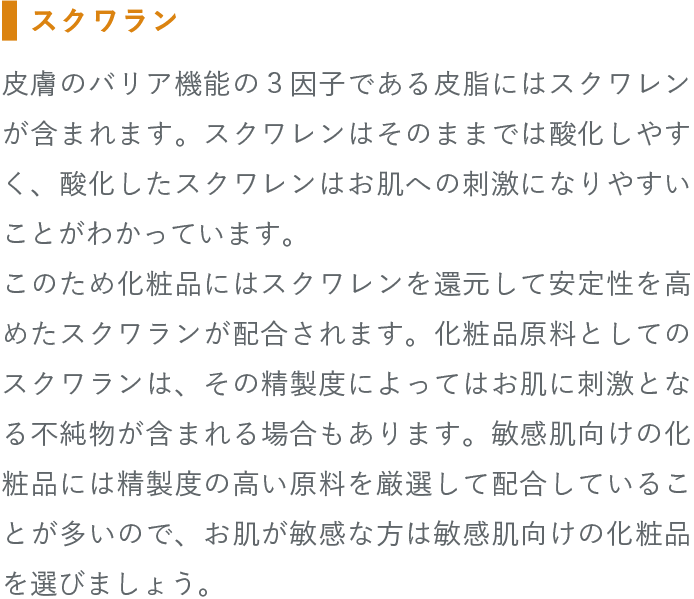 スクワラン
皮膚のバリア機能の３因子である皮脂にはスクワレン
が含まれます。スクワレンはそのままでは酸化しやす
く、酸化したスクワレンはお肌への刺激になりやすい
ことがわかっています。
このため化粧品にはスクワレンを還元して安定性を高
めたスクワランが配合されます。化粧品原料としての
スクワランは、その精製度によってはお肌に刺激とな
る不純物が含まれる場合もあります。敏感肌向けの化
粧品には精製度の高い原料を厳選して配合しているこ
とが多いので、お肌が敏感な方は敏感肌向けの化粧品
を選びましょう。